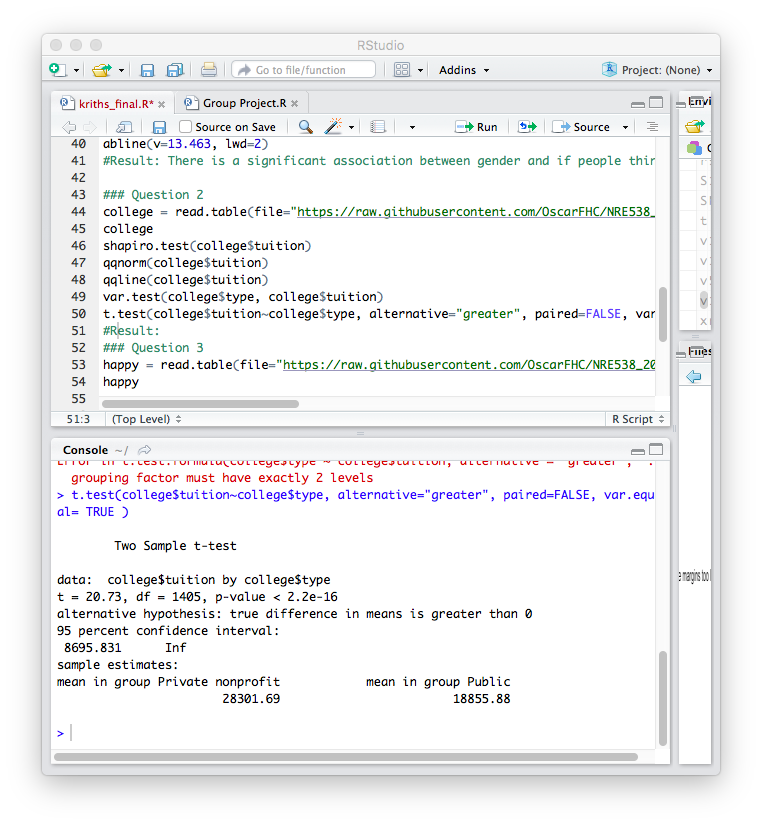 RStudio
Go to file/function
Addins
Project: (None)
kriths_final.R*
Group Project.R
Source on Save
Run
Source
40 abline(v=13.463, lwd=2)
41 #Result: There is a significant association between gender and if people thin
42
43 ### Question 2
44 college = read.table(file="https://raw.githubusercontent.com/OscarFHC/NRE538_
45 college
46 shapiro.test(college$tuition)
47 qqnorm(college$tuition)
48 qqline(college$tuition)
49 var.test(college$type, college$tuition)
50 t.test(college$tuition~college$type, alternative="greater", paired=FALSE, var
51 #Result:
52 ### Question 3
53 happy = read.table(file="https://raw.githubusercontent.com/OscarFHC/NRE538_20
54 happy
55
51:3
(Top Level)
R Script
Console ~/
Error in t.test.formula(college$type ~ college$tuition, alternative = "greater", :
grouping factor must have exactly 2 levels
> t.test(college$tuition~college$type, alternative="greater", paired=FALSE, var.equ
al= TRUE )
Two Sample t-test
data: college$tuition by college$type
t = 20.73, df = 1405, p-value < 2.2e-16
alternative hypothesis: true difference in means is greater than 0
95 percent confidence interval:
8695.831 Inf
sample estimates:
mean in group Private nonprofit mean in group Public
28301.69 18855.88
>
Envi
Files
e margins too l